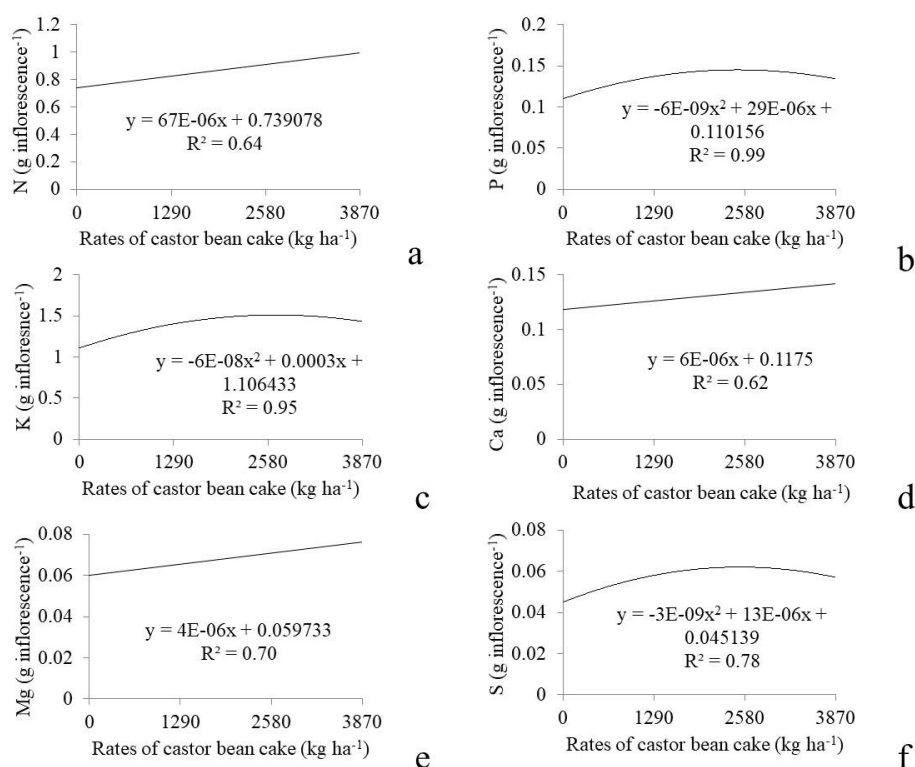 N (g inflorescence-1)
1.2
1
0.8
0.6
0.4
0.2
0
y = 67E-06x + 0.739078
R² = 0.64
0 1290 2580 3870
Rates of castor bean cake (kg ha-1)
a
P (g inflorescence-1)
0.2
0.15
0.1
0.05
0
y = -6E-09x² + 29E-06x +
0.110156
R² = 0.99
0 1290 2580 3870
Rates of castor bean cake (kg ha-1)
b
K (g infloresnce-1)
2
1.5
1
0.5
0
y = -6E-08x² + 0.0003x +
1.106433
R² = 0.95
0 1290 2580 3870
Rates of castor bean cake (kg ha-1)
c
Ca (g inflorescence-1)
0.15
0.1
0.05
0
y = 6E-06x + 0.1175
R² = 0.62
0 1290 2580 3870
Rates of castor bean cake (kg ha-1)
d
Mg (g inflorescence-1)
0.08
0.06
0.04
0.02
0
y = 4E-06x + 0.059733
R² = 0.70
0 1290 2580 3870
Rates of castor bean cake (kg ha-1)
e
S (g inflorescence-1)
0.08
0.06
0.04
0.02
0
y = -3E-09x² + 13E-06x +
0.045139
R² = 0.78
0 1290 2580 3870
Rates of castor bean cake (kg ha-1)
f